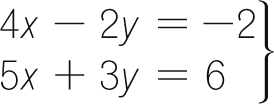 4x − 2y = −2
5x + 3y = 6